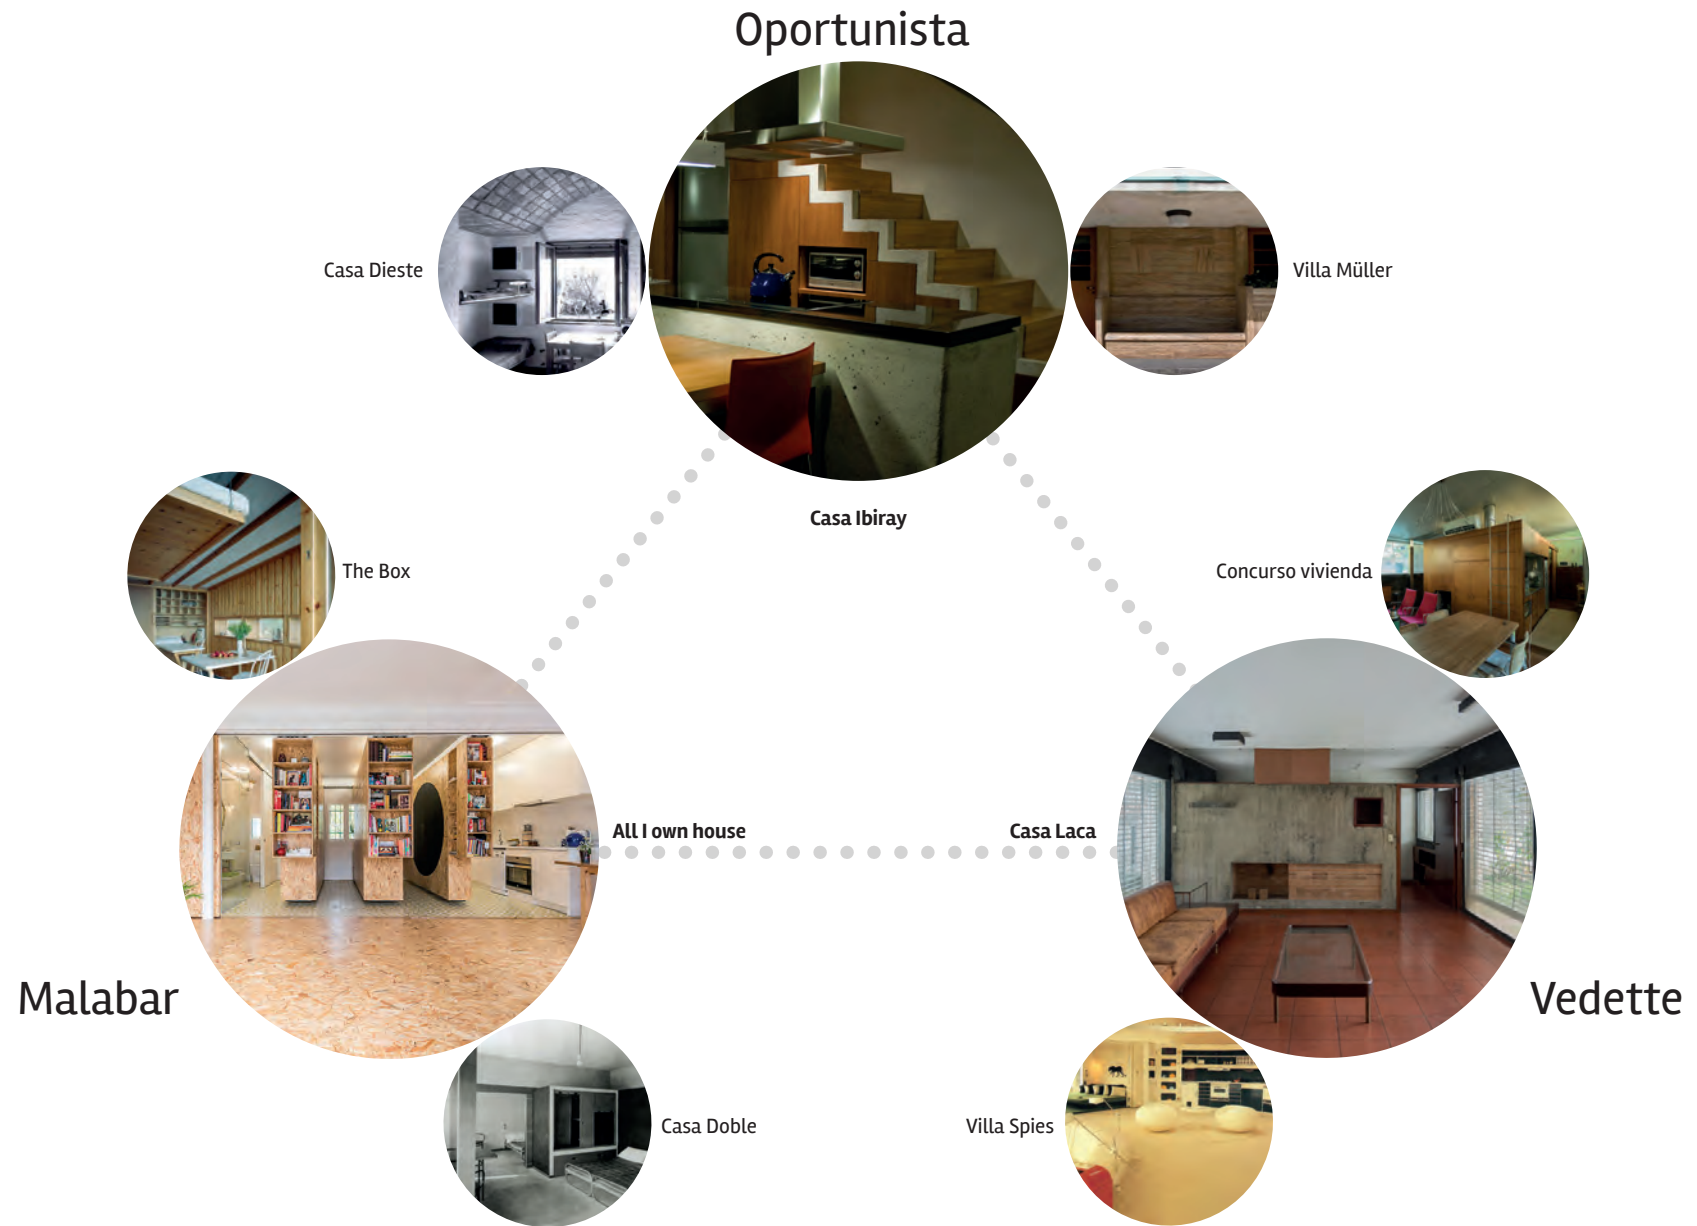 Oportunista
Casa Dieste
Villa Müller
Casa Ibiray
The Box
Concurso vivienda
All I own house
Casa Laca
Malabar
Vedette
Casa Doble
Villa Spies